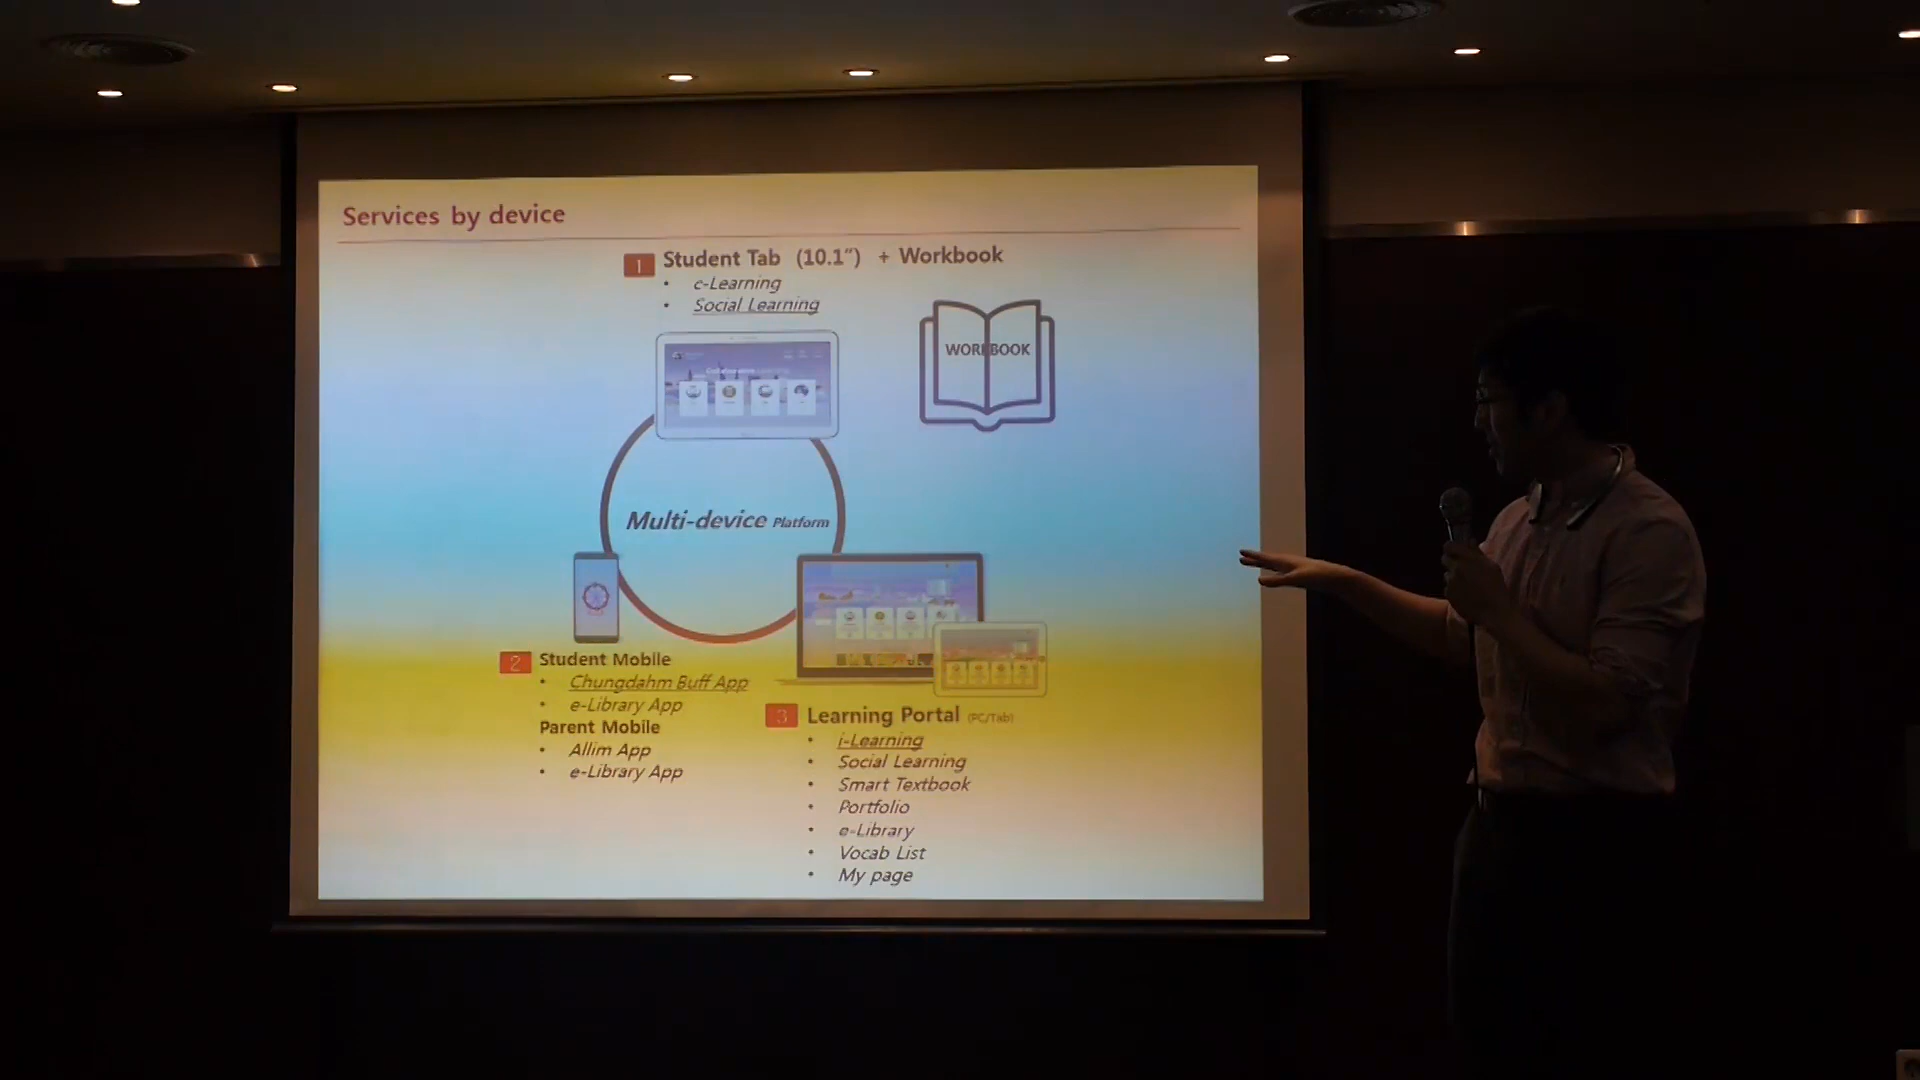 Services by device
1 Student Tab (10.1") + Workbook
• c-Learning
• Social Learning
WORKBOOK
Multi-device Platform
2 Student Mobile
• Chungdahm Buff App
• e-Library App
Parent Mobile
• Allim App
• e-Library App
3 Learning Portal (PC/Tab)
• i-Learning
• Social Learning
• Smart Textbook
• Portfolio
• e-Library
• Vocab List
• My page